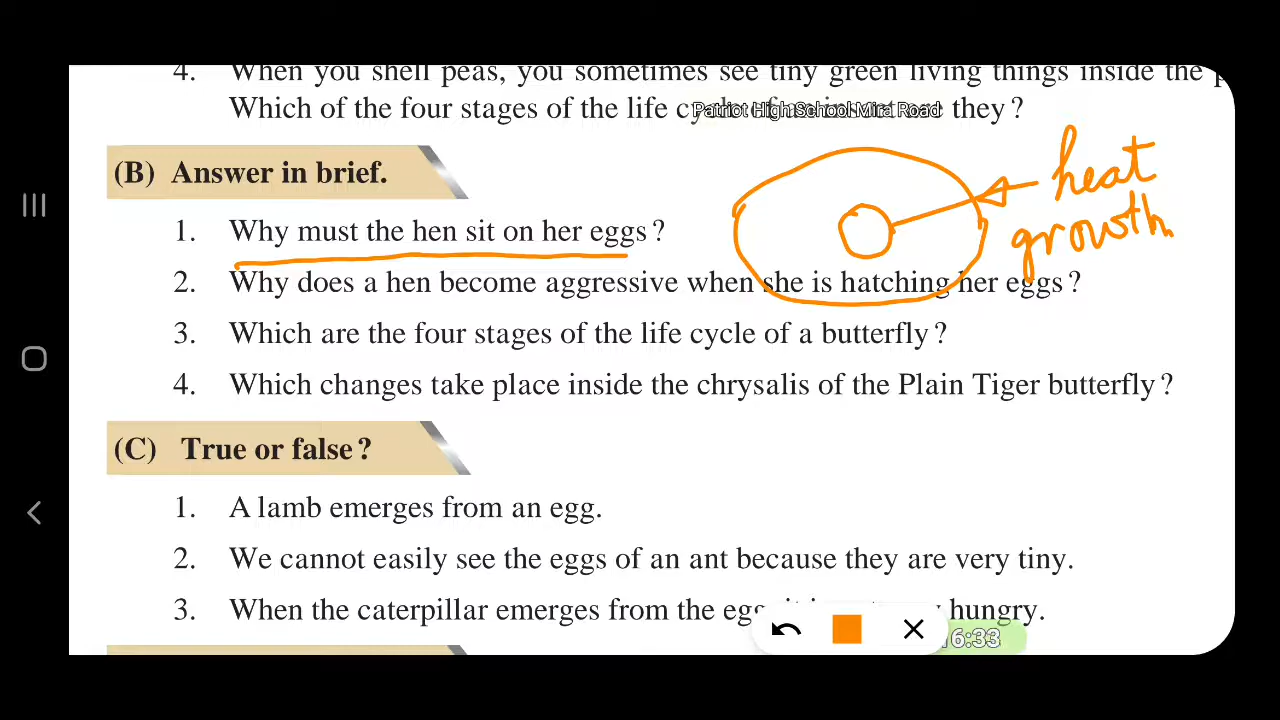 4. When you shell peas, you sometimes see tiny green living things inside the
Which of the four stages of the life they?
Patriot High School Mira Road
(B) Answer in brief.
heat
growth
1. Why must the hen sit on her eggs?
2. Why does a hen become aggressive when she is hatching her eggs?
3. Which are the four stages of the life cycle of a butterfly?
4. Which changes take place inside the chrysalis of the Plain Tiger butterfly?
(C) True or false?
1. A lamb emerges from an egg.
2. We cannot easily see the eggs of an ant because they are very tiny.
3. When the caterpillar emerges from the hungry.
6:33